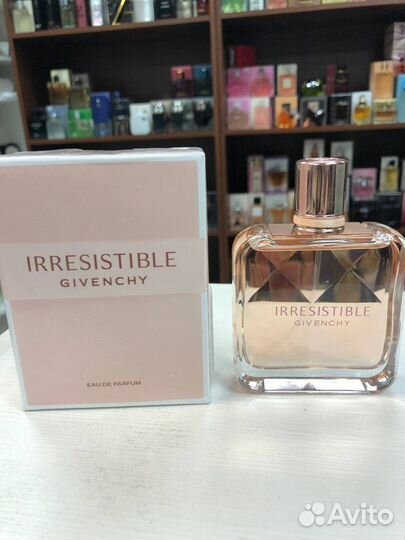 IRRESISTIBLE
GIVENCHY
EAU DE PARFUM
IRRESISTIBLE
GIVENCHY
Avito